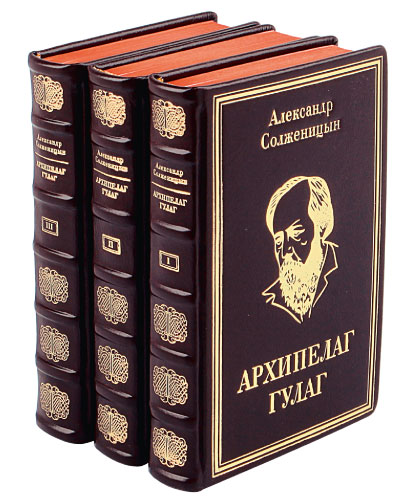 Александр
Солженицын
АРХИПЕЛАГ
ГУЛАГ
III
Александр
Солженицын
АРХИПЕЛАГ
ГУЛАГ
II
Александр
Солженицын
АРХИПЕЛАГ
ГУЛАГ
I
Александр
Солженицын
АРХИПЕЛАГ
ГУЛАГ